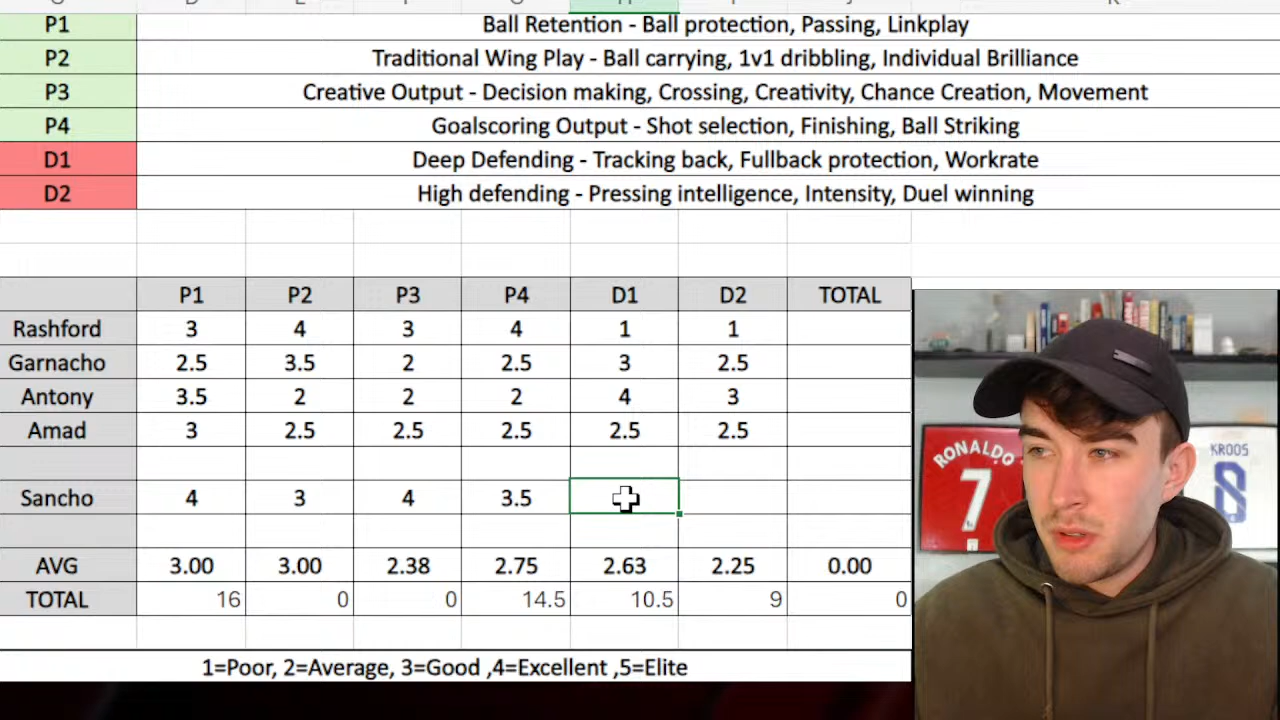 P1 Ball Retention - Ball protection, Passing, Linkplay
P2 Traditional Wing Play - Ball carrying, 1v1 dribbling, Individual Brilliance
P3 Creative Output - Decision making, Crossing, Creativity, Chance Creation, Movement
P4 Goalscoring Output - Shot selection, Finishing, Ball Striking
D1 Deep Defending - Tracking back, Fullback protection, Workrate
D2 High defending - Pressing intelligence, Intensity, Duel winning
P1 P2 P3 P4 D1 D2 TOTAL
Rashford 3 4 3 4 1 1
Garnacho 2.5 3.5 2 2.5 3 2.5
Antony 3.5 2 2 2 4 3
Amad 3 2.5 2.5 2.5 2.5 2.5
Sancho 4 3 4 3.5
AVG 3.00 3.00 2.38 2.75 2.63 2.25 0.00
TOTAL 16 0 0 14.5 10.5 9 0
1=Poor, 2=Average, 3=Good ,4=Excellent ,5=Elite
RONALDO
7
KROOS
8